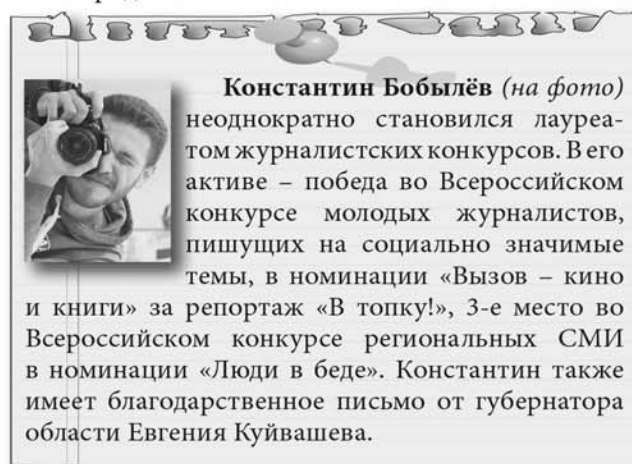 Константин Бобылёв (на фото)
неоднократно становился лауреа-
том журналистских конкурсов. В его
активе – победа во Всероссийском
конкурсе молодых журналистов,
пишущих на социально значимые
темы, в номинации «Вызов – кино
и книги» за репортаж «В топку!», 3-е место во
Всероссийском конкурсе региональных СМИ
в номинации «Люди в беде». Константин также
имеет благодарственное письмо от губернатора
области Евгения Куйвашева.